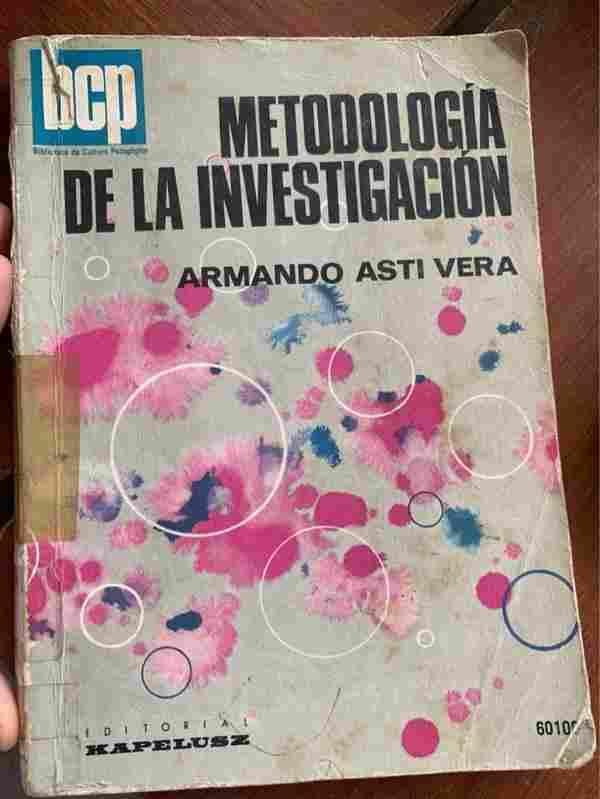 bcp
Biblioteca de Cultura Pedagógica
METODOLOGÍA
DE LA INVESTIGACIÓN
ARMANDO ASTI VERA
EDITORIAL
KAPELUSZ